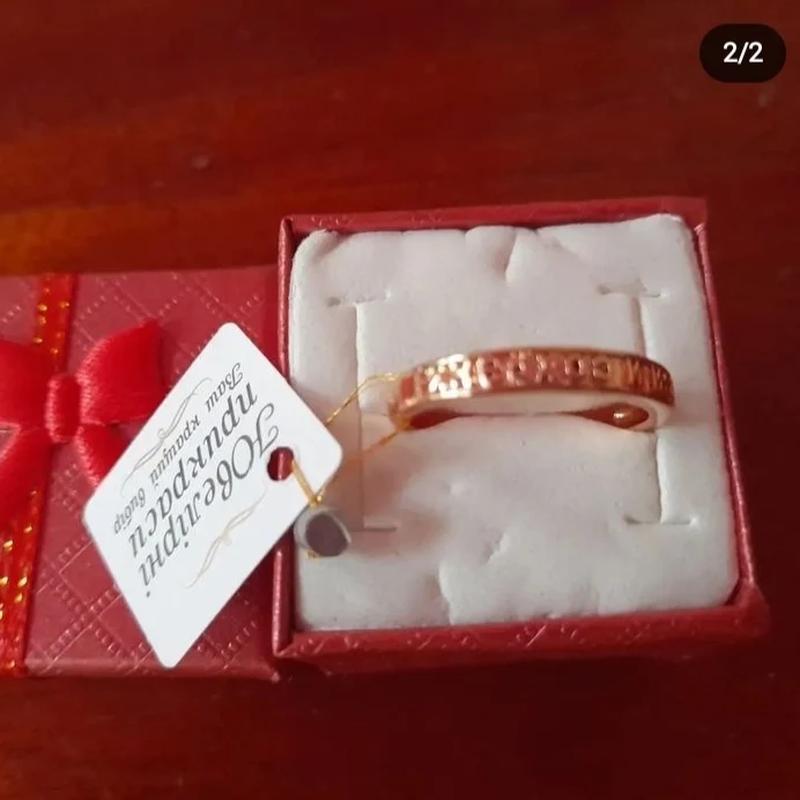 2/2
Ювелірні
прикраси
Ваш кращий вибір